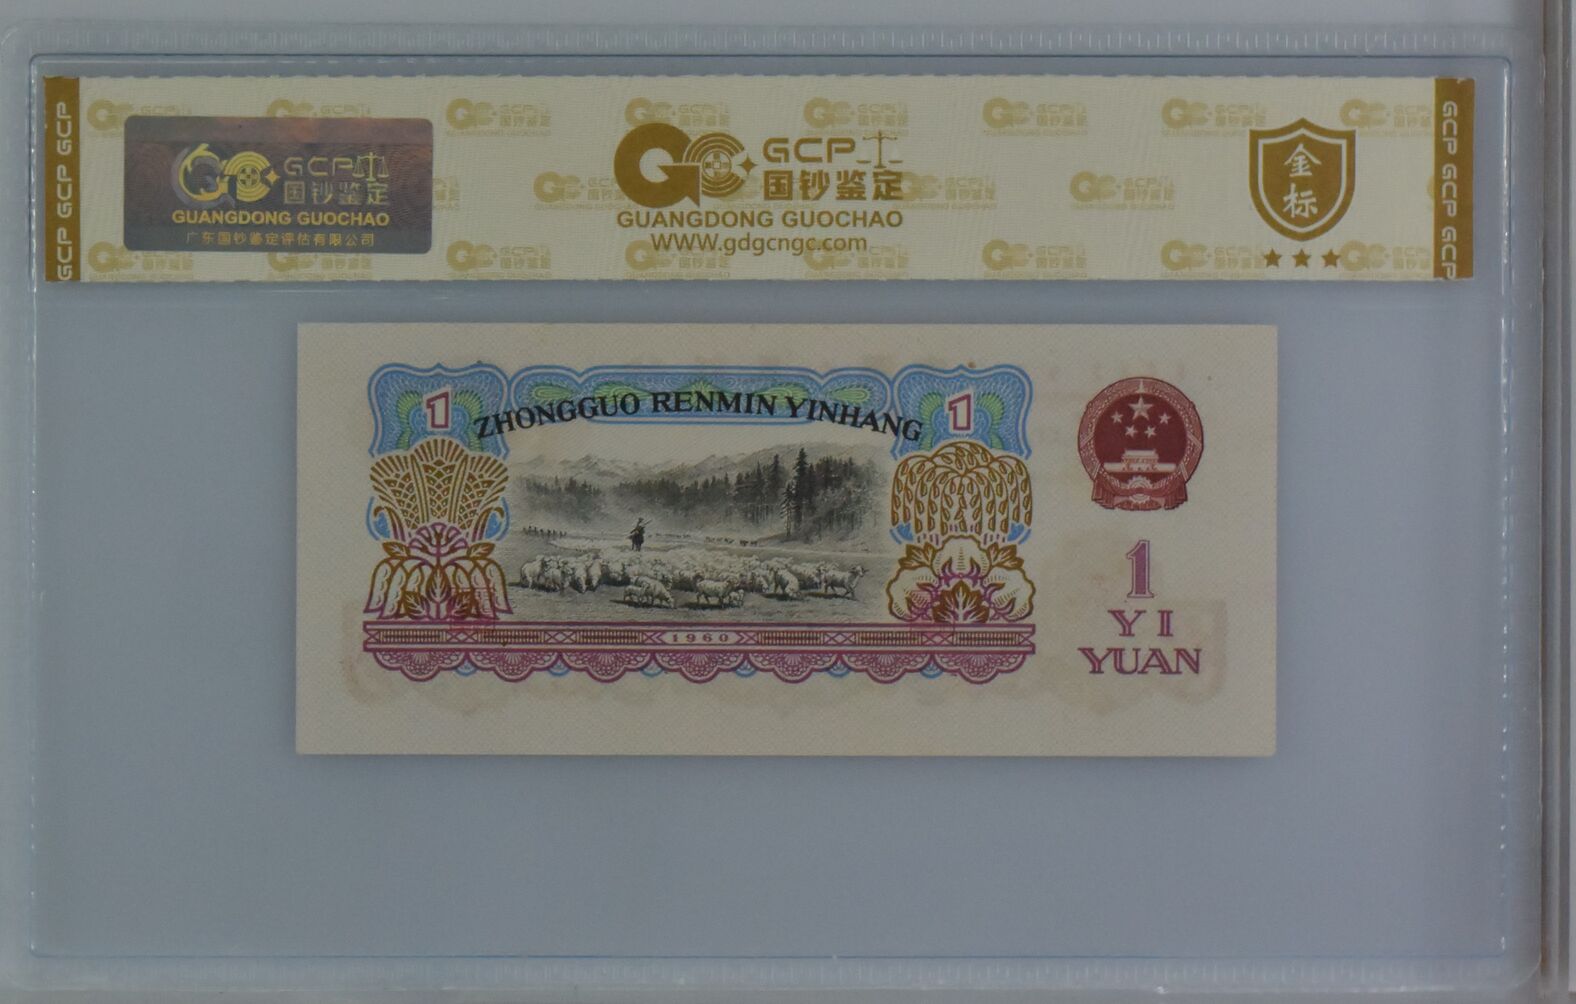 GCP GCP GCP
GCP
国钞鉴定
GUANGDONG GUOCHAO
广东国钞鉴定评估有限公司
GCP
国钞鉴定
GUANGDONG GUOCHAO
WWW.gdgcngc.com
金
标
GCP GCP GCP
1
ZHONGGUO RENMIN YINHANG
1
1960
1
YI
YUAN